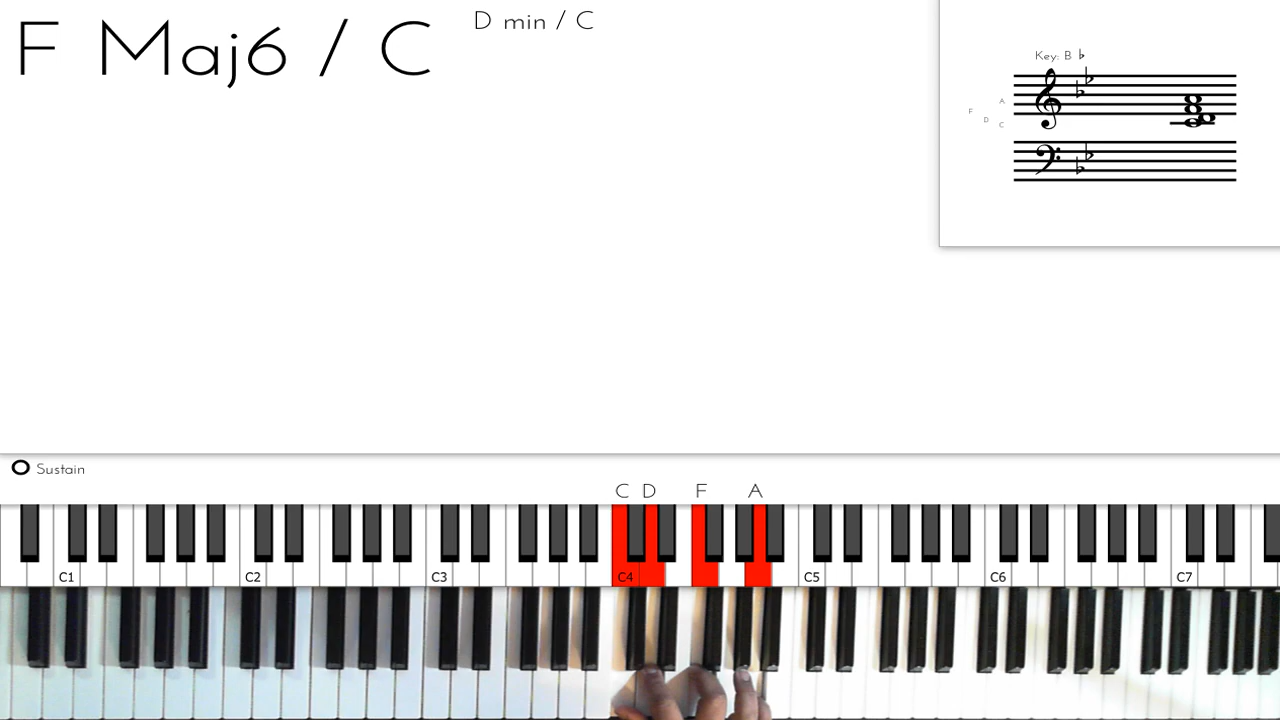 F Maj6 / C
D min / C
Key: B ♭
A
F
D
C
Sustain
C D F A
C1 C2 C3 C4 C5 C6 C7